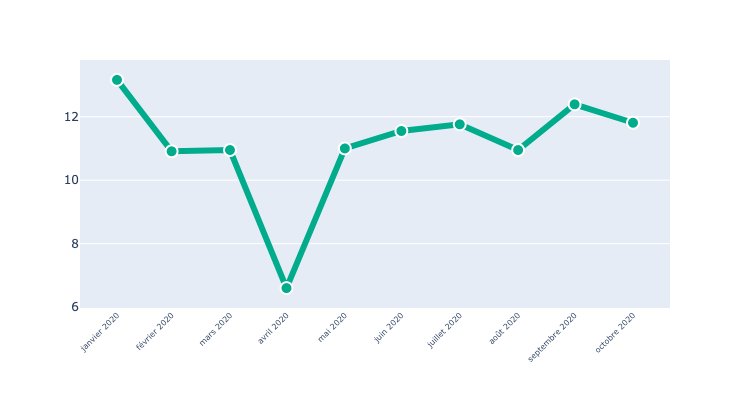 12
10
8
6
janvier 2020
février 2020
mars 2020
avril 2020
mai 2020
juin 2020
juillet 2020
août 2020
septembre 2020
octobre 2020